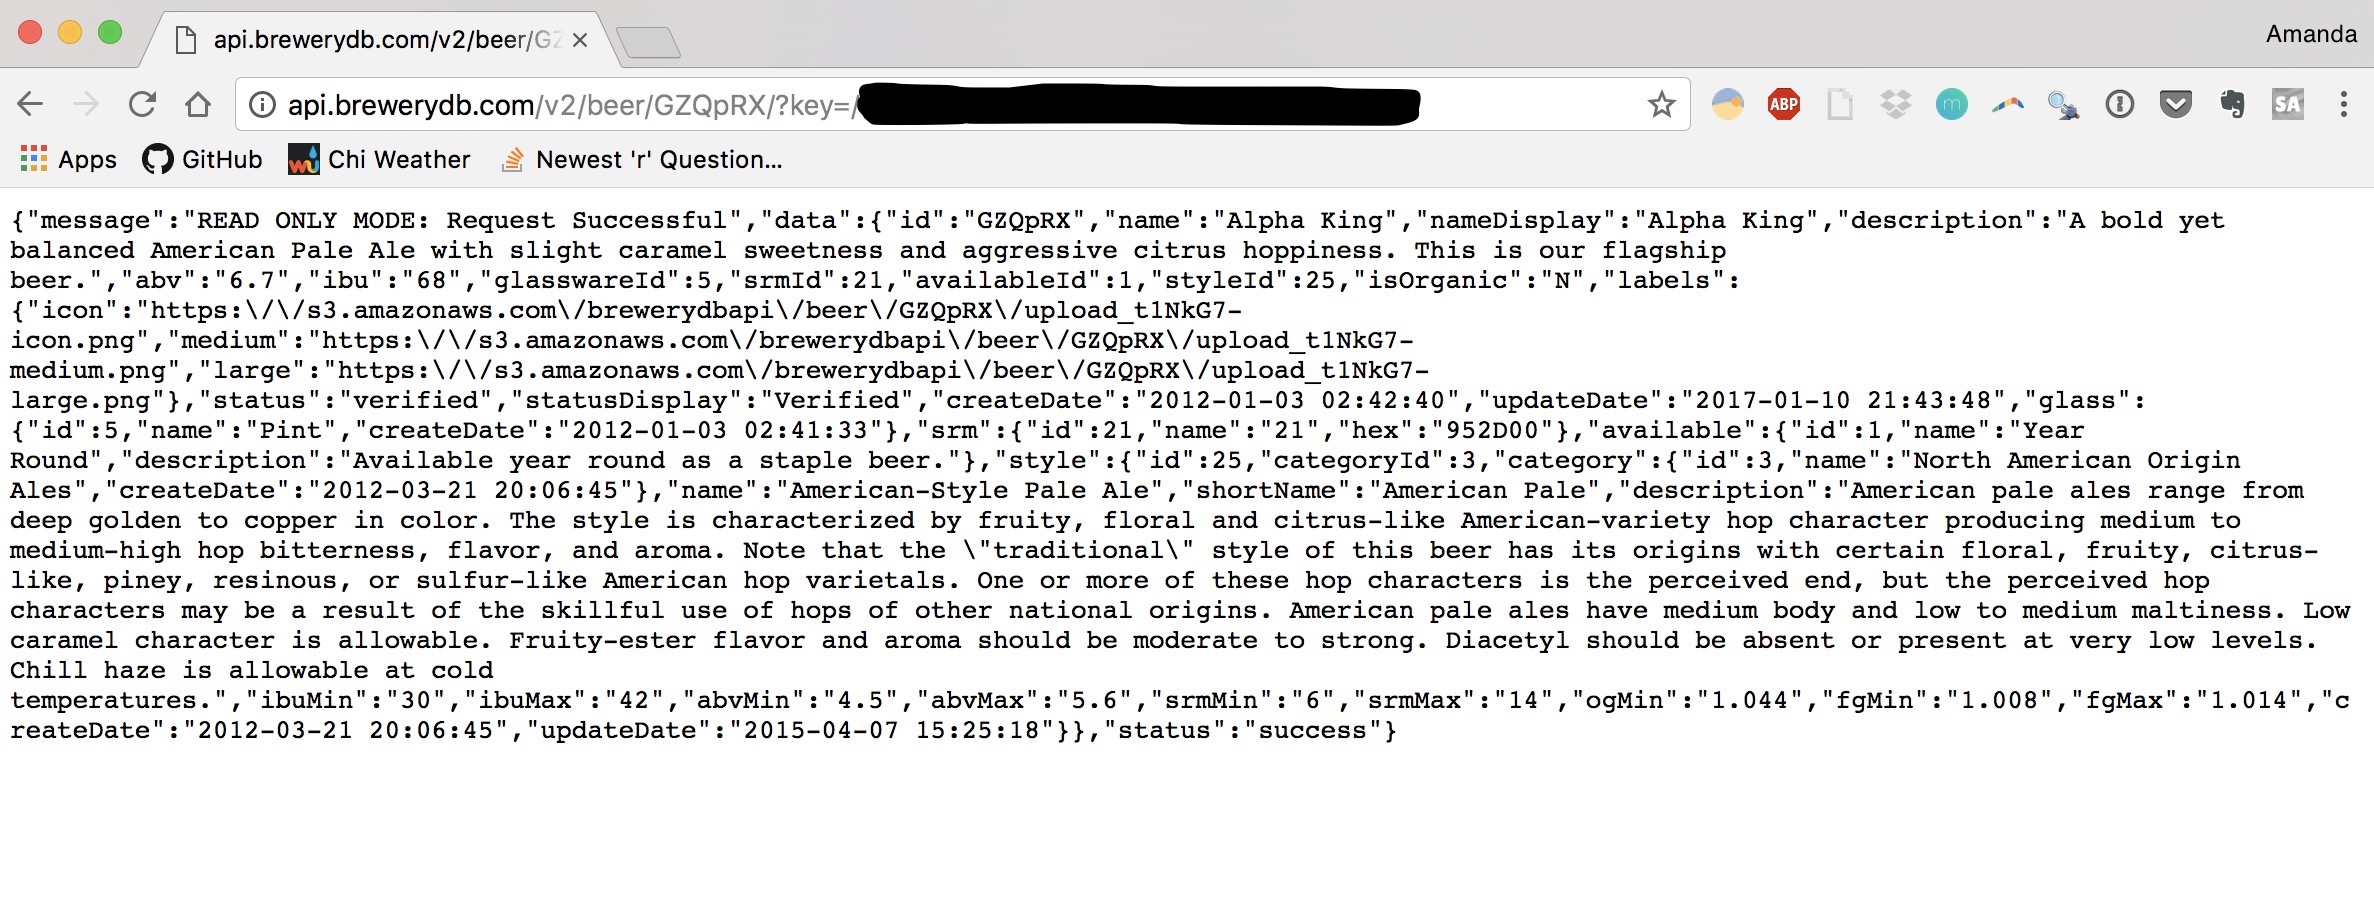 api.brewerydb.com/v2/beer/GZ
Amanda
api.brewerydb.com/v2/beer/GZQpRX/?key=/
ABP
m
SA
Apps
GitHub
Chi Weather
Newest 'r' Question...
{"message":"READ ONLY MODE: Request Successful","data":{"id":"GZQpRX","name":"Alpha King","nameDisplay":"Alpha King","description":"A bold yet
balanced American Pale Ale with slight caramel sweetness and aggressive citrus hoppiness. This is our flagship
beer.","abv":"6.7","ibu":"68","glasswareId":5,"srmId":21,"availableId":1,"styleId":25,"isOrganic":"N","labels":
{"icon":"https:\/\/s3.amazonaws.com\/brewerydbapi\/beer\/GZQpRX\/upload_t1NkG7-
icon.png","medium":"https:\/\/s3.amazonaws.com\/brewerydbapi\/beer\/GZQpRX\/upload_t1NkG7-
medium.png","large":"https:\/\/s3.amazonaws.com\/brewerydbapi\/beer\/GZQpRX\/upload_t1NkG7-
large.png"},"status":"verified","statusDisplay":"Verified","createDate":"2012-01-03 02:42:40","updateDate":"2017-01-10 21:43:48","glass":
{"id":5,"name":"Pint","createDate":"2012-01-03 02:41:33"},"srm":{"id":21,"name":"21","hex":"952D00"},"available":{"id":1,"name":"Year
Round","description":"Available year round as a staple beer."},"style":{"id":25,"categoryId":3,"category":{"id":3,"name":"North American Origin
Ales","createDate":"2012-03-21 20:06:45"},"name":"American-Style Pale Ale","shortName":"American Pale","description":"American pale ales range from
deep golden to copper in color. The style is characterized by fruity, floral and citrus-like American-variety hop character producing medium to
medium-high hop bitterness, flavor, and aroma. Note that the \"traditional\" style of this beer has its origins with certain floral, fruity, citrus-
like, piney, resinous, or sulfur-like American hop varietals. One or more of these hop characters is the perceived end, but the perceived hop
characters may be a result of the skillful use of hops of other national origins. American pale ales have medium body and low to medium maltiness. Low
caramel character is allowable. Fruity-ester flavor and aroma should be moderate to strong. Diacetyl should be absent or present at very low levels.
Chill haze is allowable at cold
temperatures.","ibuMin":"30","ibuMax":"42","abvMin":"4.5","abvMax":"5.6","srmMin":"6","srmMax":"14","ogMin":"1.044","fgMin":"1.008","fgMax":"1.014","c
reateDate":"2012-03-21 20:06:45","updateDate":"2015-04-07 15:25:18"}},"status":"success"}